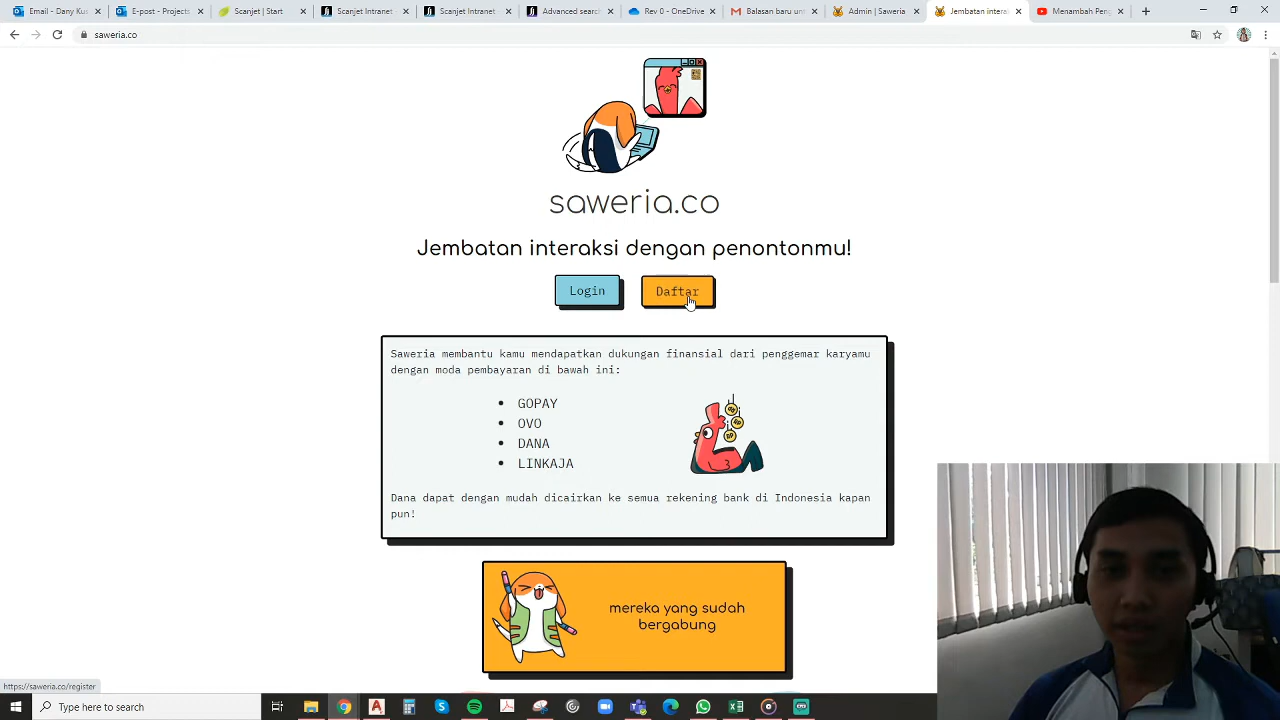 Email - Dany Ku
E-post - Projects
Scanjet | Start
Scanjet Intranet
Scanjet Intranet
Advanced search
Rev 0 - OneDrive
Balasan baru un
Admin | Saweria
Jembatan intera
Menambah Peng
saweria.co
saweria.co
Jembatan interaksi dengan penontonmu!
Login
Daftar
Saweria membantu kamu mendapatkan dukungan finansial dari penggemar karyamu
dengan moda pembayaran di bawah ini:
• GOPAY
• OVO
• DANA
• LINKAJA
Dana dapat dengan mudah dicairkan ke semua rekening bank di Indonesia kapan
pun!
mereka yang sudah
bergabung
https://saweria.co/register
Type here to search